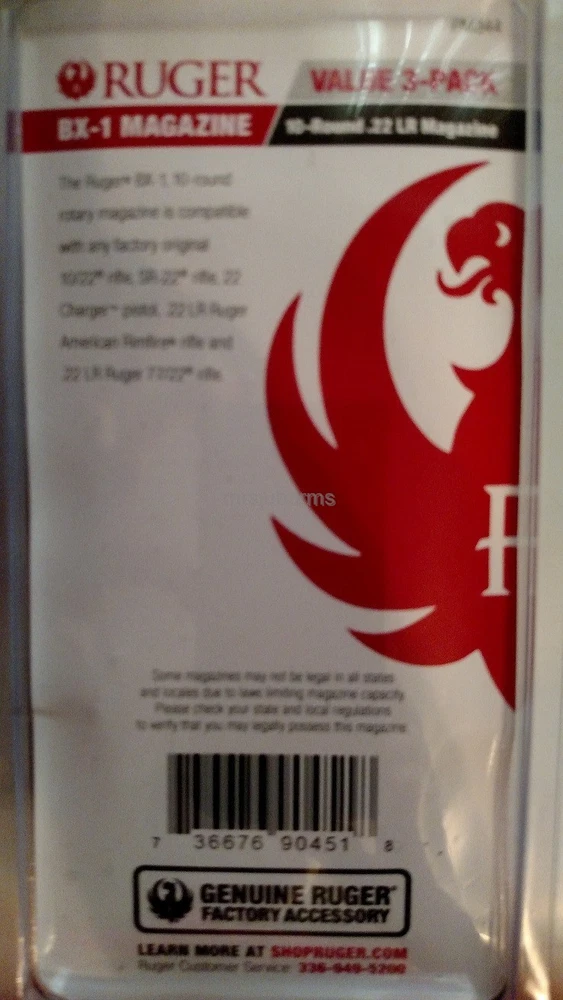 RUGER
VALUE 3-PACK
BX-1 MAGAZINE
10-Round .22 LR Magazine
The Ruger® BX-1, 10-round
rotary magazine is compatible
with any factory original
10/22® rifle, SR-22® rifle, 22
Charger™ pistol, .22 LR Ruger
American Rimfire® rifle and
.22 LR Ruger 77/22® rifle.
R
Some magazines may not be legal in all states
and locales due to laws limiting magazine capacity.
Please check your state and local regulations
to verify that you may legally possess this magazine.
7 36676 90451 8
GENUINE RUGER®
FACTORY ACCESSORY
LEARN MORE AT SHOPRUGER.COM
Ruger Customer Service: 336-949-5200